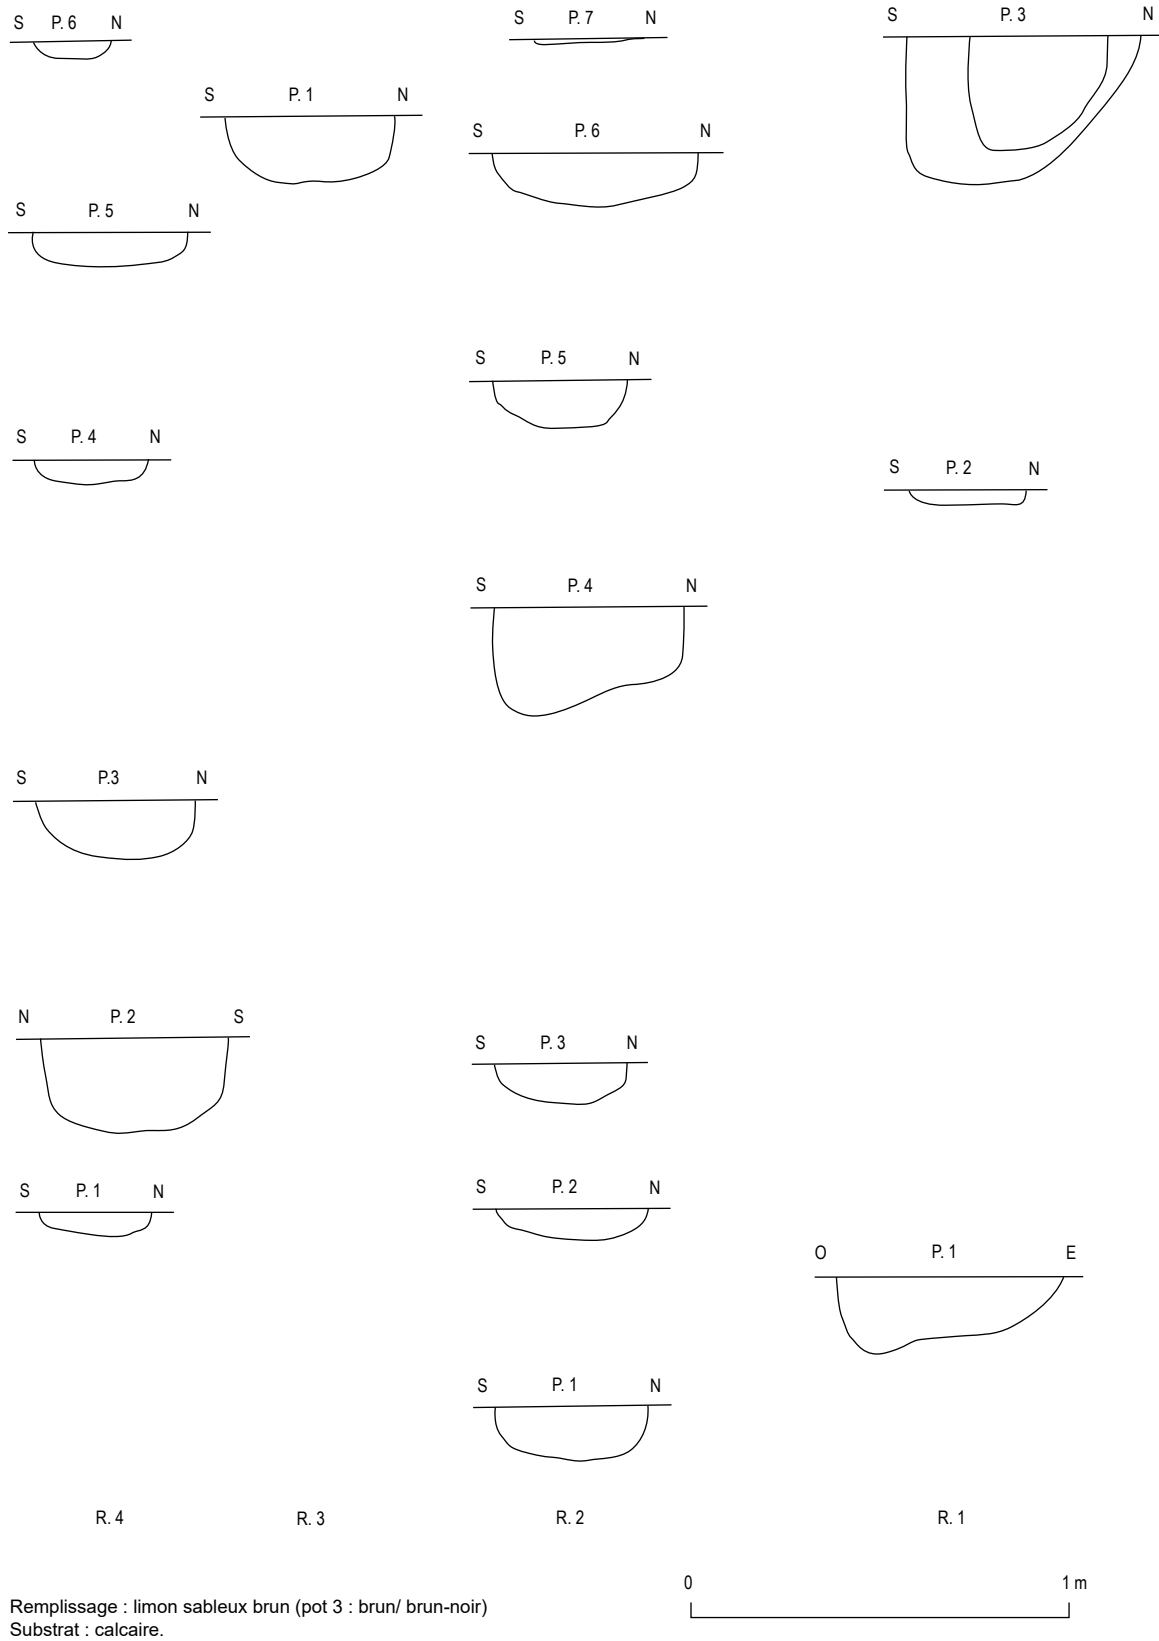 S P. 6 N
S P. 7 N
S P. 3 N
S P. 1 N
S P. 6 N
S P. 5 N
S P. 5 N
S P. 4 N
S P. 2 N
S P. 4 N
S P.3 N
N P. 2 S
S P. 3 N
S P. 1 N
S P. 2 N
O P. 1 E
S P. 1 N
R. 4 R. 3 R. 2 R. 1
0 1 m
Remplissage : limon sableux brun (pot 3 : brun/ brun-noir)
Substrat : calcaire.